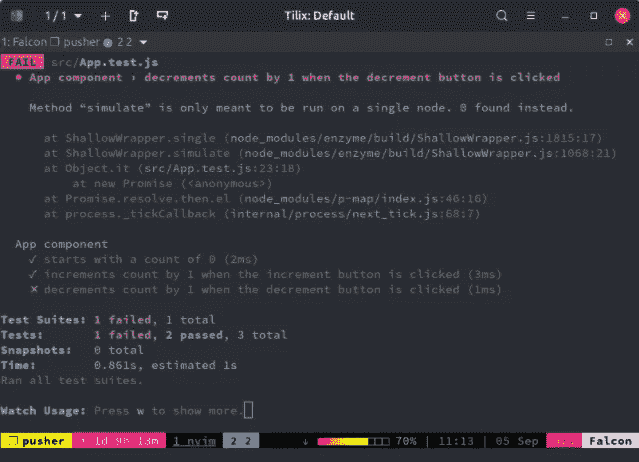 1/1 Tilix: Default
1: Falcon pusher 2 2
FAIL src/App.test.js
● App component › decrements count by 1 when the decrement button is clicked
Method “simulate” is only meant to be run on a single node. 0 found instead.
at ShallowWrapper.single (node_modules/enzyme/build/ShallowWrapper.js:1815:17)
at ShallowWrapper.simulate (node_modules/enzyme/build/ShallowWrapper.js:1068:21)
at Object.it (src/App.test.js:23:18)
at new Promise (<anonymous>)
at Promise.resolve.then.el (node_modules/p-map/index.js:46:16)
at process._tickCallback (internal/process/next_tick.js:68:7)
App component
✓ starts with a count of 0 (2ms)
✓ increments count by 1 when the increment button is clicked (3ms)
✕ decrements count by 1 when the decrement button is clicked (1ms)
Test Suites: 1 failed, 1 total
Tests: 1 failed, 2 passed, 3 total
Snapshots: 0 total
Time: 0.861s, estimated 1s
Ran all test suites.
Watch Usage: Press w to show more.
pusher ↑ 1d 9h 13m 1 nvim 2 2 ↓ 70% | 11:13 | 05 Sep Falcon